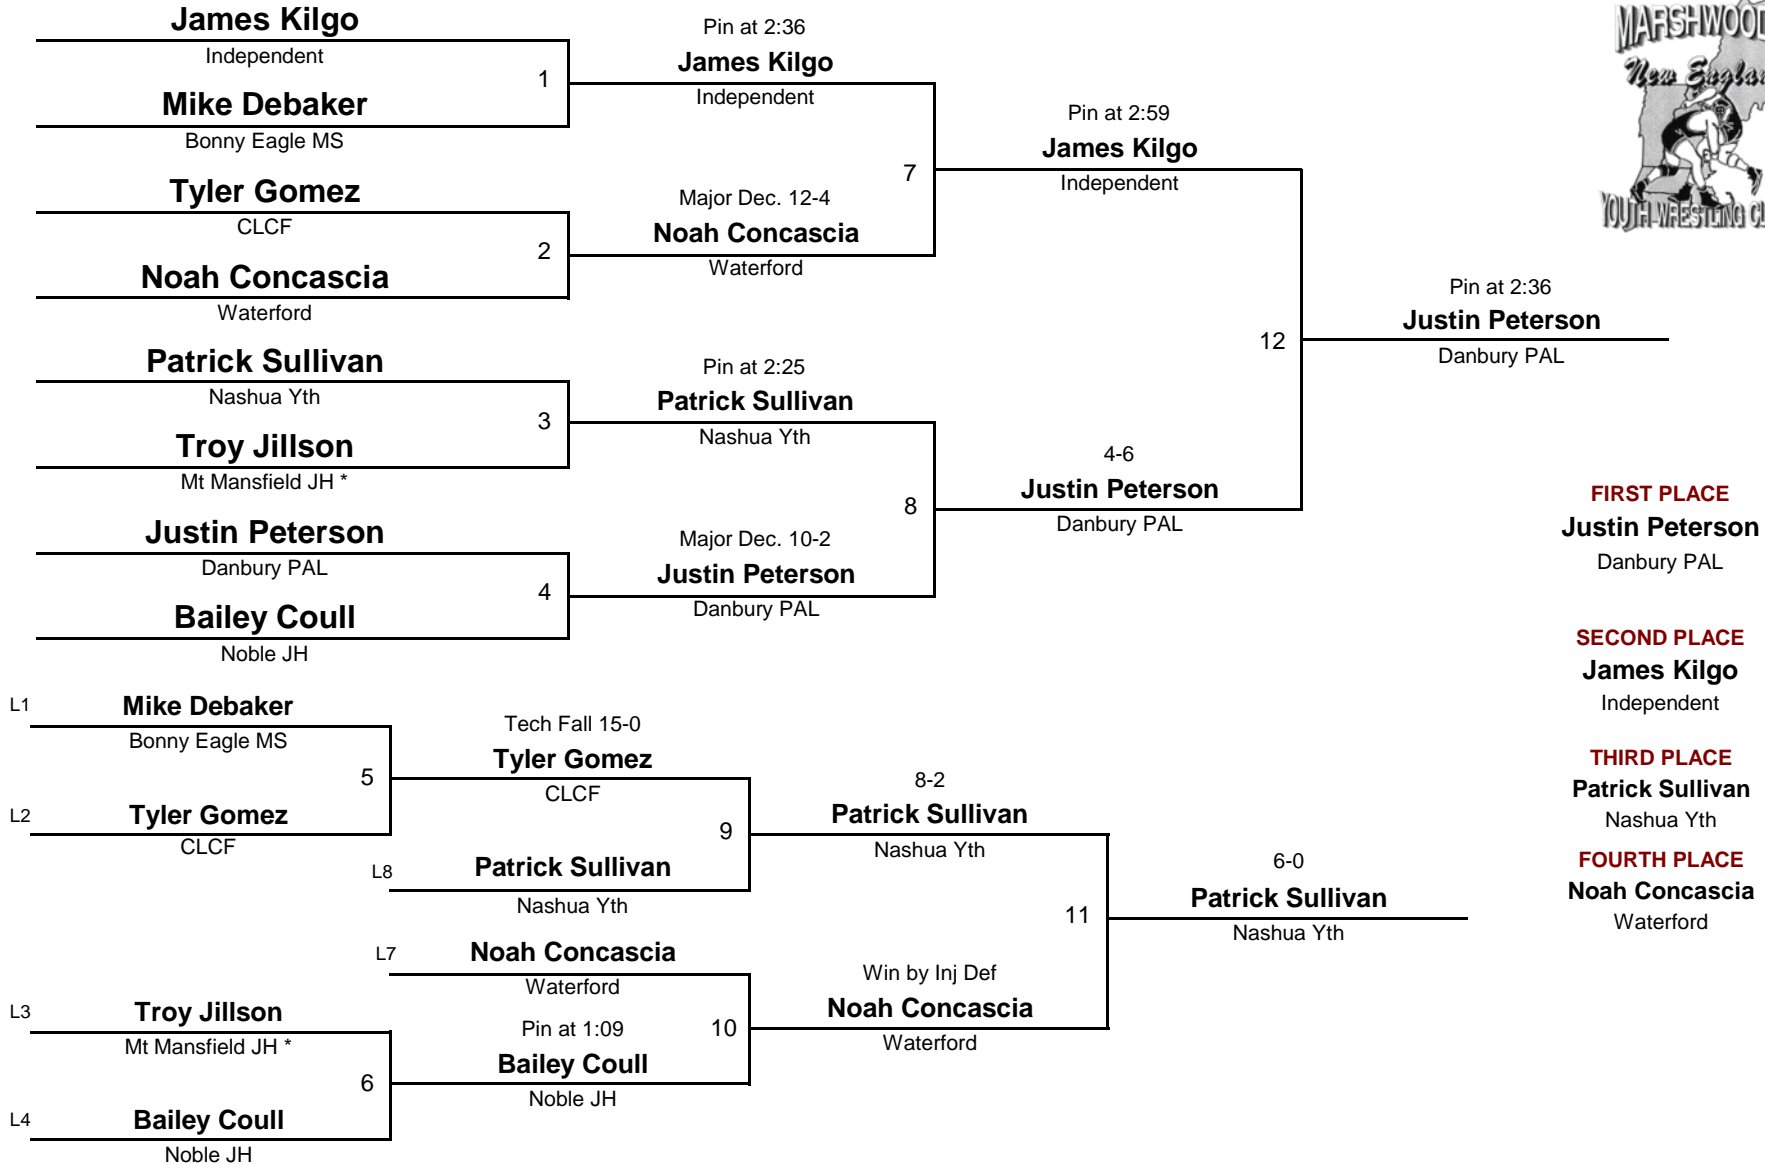 James Kilgo
Independent
1
Mike Debaker
Bonny Eagle MS
Tyler Gomez
CLCF
2
Noah Concascia
Waterford
Patrick Sullivan
Nashua Yth
3
Troy Jillson
Mt Mansfield JH *
Justin Peterson
Danbury PAL
4
Bailey Coull
Noble JH
Pin at 2:36
James Kilgo
Independent
7
Major Dec. 12-4
Noah Concascia
Waterford
Pin at 2:25
Patrick Sullivan
Nashua Yth
8
Major Dec. 10-2
Justin Peterson
Danbury PAL
Pin at 2:59
James Kilgo
Independent
12
4-6
Justin Peterson
Danbury PAL
Pin at 2:36
Justin Peterson
Danbury PAL
MARSHWOOD
New Englan
YOUTH WRESTLING CL
FIRST PLACE
Justin Peterson
Danbury PAL
SECOND PLACE
James Kilgo
Independent
THIRD PLACE
Patrick Sullivan
Nashua Yth
FOURTH PLACE
Noah Concascia
Waterford
L1
Mike Debaker
Bonny Eagle MS
5
L2
Tyler Gomez
CLCF
Tech Fall 15-0
Tyler Gomez
CLCF
9
L8
Patrick Sullivan
Nashua Yth
L7
Noah Concascia
Waterford
10
Pin at 1:09
Bailey Coull
Noble JH
L3
Troy Jillson
Mt Mansfield JH *
6
L4
Bailey Coull
Noble JH
8-2
Patrick Sullivan
Nashua Yth
11
Win by Inj Def
Noah Concascia
Waterford
6-0
Patrick Sullivan
Nashua Yth